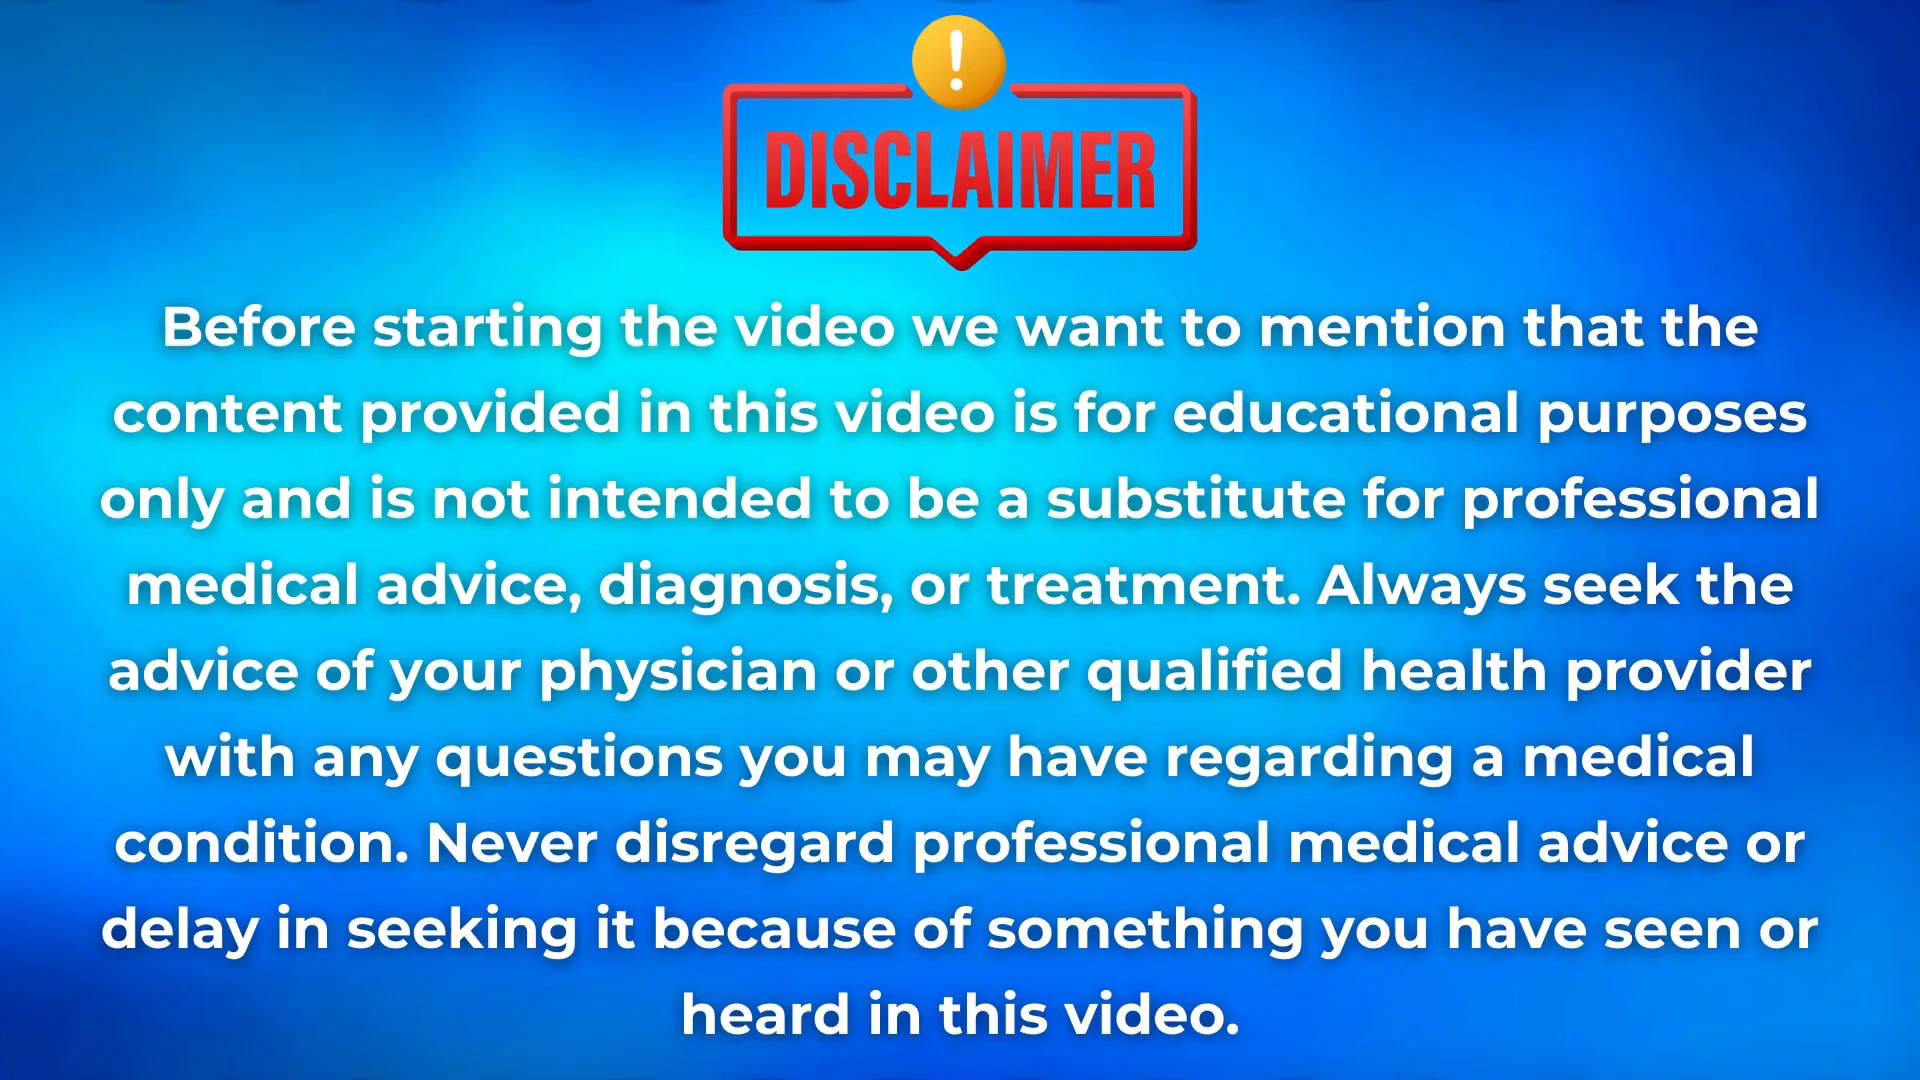 !
DISCLAIMER
Before starting the video we want to mention that the
content provided in this video is for educational purposes
only and is not intended to be a substitute for professional
medical advice, diagnosis, or treatment. Always seek the
advice of your physician or other qualified health provider
with any questions you may have regarding a medical
condition. Never disregard professional medical advice or
delay in seeking it because of something you have seen or
heard in this video.